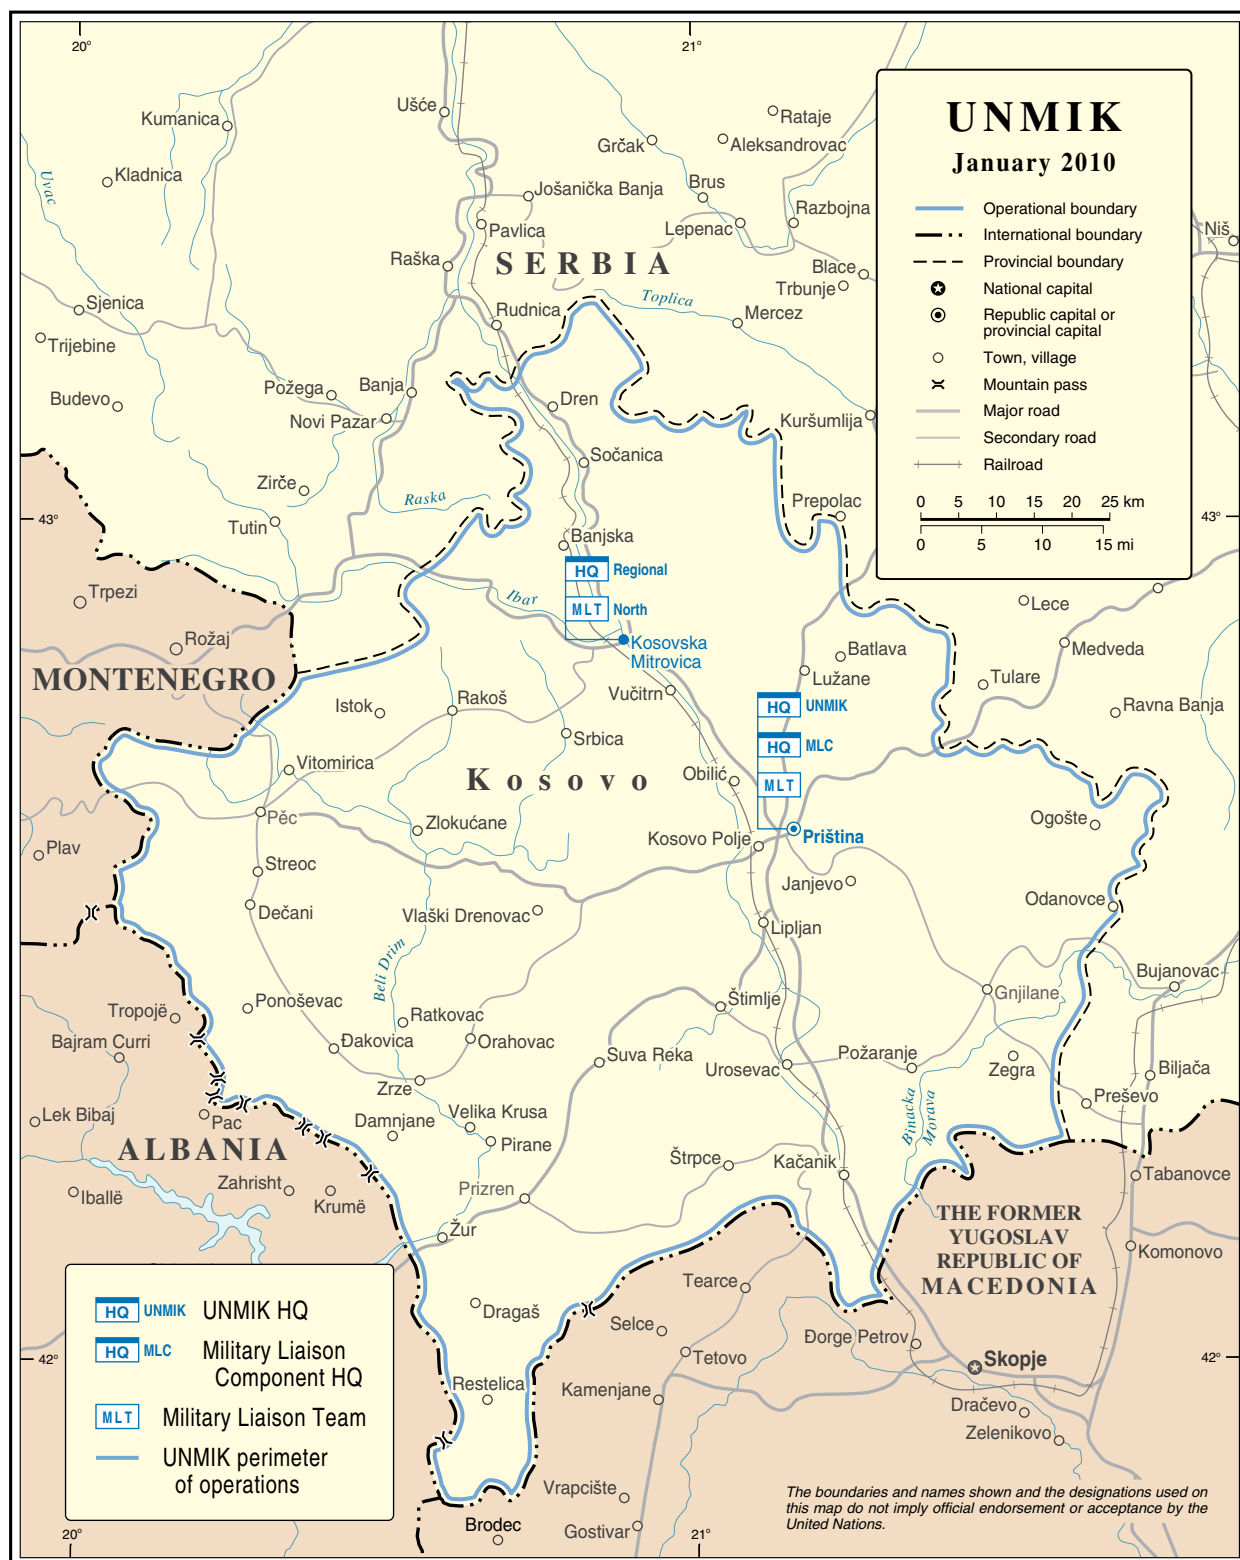 20°
21°
Ušće
Kumanica
Rataje
Grčak
Aleksandrovac
Kladnica
Uvac
Jošanička Banja
Brus
Razbojna
Pavlica
Lepenac
Niš
Raška
SERBIA
Blace
Trbunje
Sjenica
Toplica
Mercez
Rudnica
Trijebine
Požega
Banja
Budevo
Dren
Novi Pazar
Kuršumlija
Sočanica
Zirče
Raska
Prepolac
43°
43°
Tutin
Banjska
HQ Regional
Trpezi
Ibar
MLT North
Lece
Rožaj
Kosovska
Mitrovica
Batlava
Medveda
MONTENEGRO
Lužane
Tulare
Vučitrn
Istok
Rakoš
HQ UNMIK
Ravna Banja
Srbica
HQ MLC
Vitomirica
Kosovo
Obilić
MLT
Pěc
Zlokućane
Ogošte
Kosovo Polje
Priština
Plav
Streoc
Janjevo
Dečani
Vlaški Drenovac
Odanovce
Lipljan
Beli Drim
Bujanovac
Ponoševac
Štimlje
Gnjilane
Tropojë
Ratkovac
Bajram Curri
Đakovica
Orahovac
Suva Reka
Požaranje
Urosevac
Zegra
Biljača
Zrze
Preševo
Lek Bibaj
Pac
Damnjane
Velika Krusa
Binacka
Morava
ALBANIA
Pirane
Štrpce
Kačanik
Tabanovce
Iballë
Zahrisht
Krumë
Prizren
Žur
THE FORMER
YUGOSLAV
REPUBLIC OF
MACEDONIA
Komonovo
Tearce
Dragaš
Selce
Đorge Petrov
Tetovo
Skopje
42°
42°
Restelica
Kamenjane
Dračevo
Zelenikovo
Vrapcište
Gostivar
Brodec
20°
21°
UNMIK
January 2010
Operational boundary
International boundary
Provincial boundary
National capital
Republic capital or
provincial capital
Town, village
Mountain pass
Major road
Secondary road
Railroad
0 5 10 15 20 25 km
0 5 10 15 mi
HQ UNMIK UNMIK HQ
HQ MLC Military Liaison
Component HQ
MLT Military Liaison Team
UNMIK perimeter
of operations
The boundaries and names shown and the designations used on
this map do not imply official endorsement or acceptance by the
United Nations.